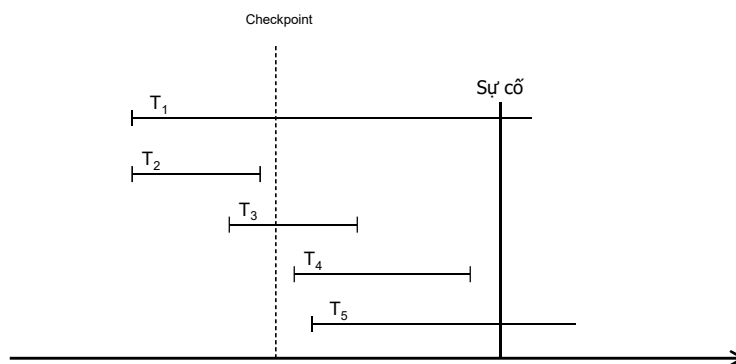 Checkpoint
Sự cố
T₁
T₂
T₃
T₄
T₅